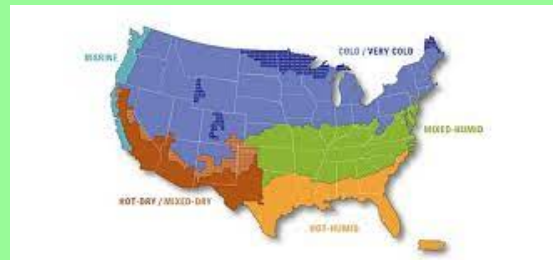 COLD / VERY COLD
MARINE
MIXED-HUMID
HOT-DRY / MIXED-DRY
HOT-HUMID